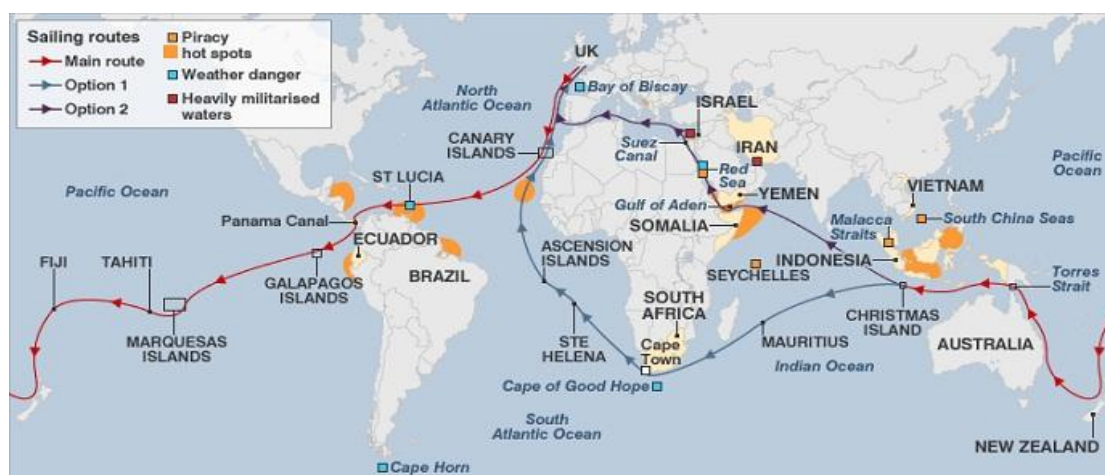 Sailing routes
Main route
Option 1
Option 2
Piracy
hot spots
Weather danger
Heavily militarised
waters
UK
Bay of Biscay
North
Atlantic Ocean
ISRAEL
CANARY
ISLANDS
Suez
Canal
IRAN
Pacific
Ocean
Pacific Ocean
ST LUCIA
Red
Sea
YEMEN
VIETNAM
Panama Canal
Gulf of Aden
Malacca
Straits
South China Seas
SOMALIA
ECUADOR
ASCENSION
ISLANDS
INDONESIA
FIJI
TAHITI
BRAZIL
SEYCHELLES
GALAPAGOS
ISLANDS
Torres
Strait
SOUTH
AFRICA
CHRISTMAS
ISLAND
MARQUESAS
ISLANDS
STE
HELENA
Cape
Town
MAURITIUS
AUSTRALIA
Indian Ocean
Cape of Good Hope
South
Atlantic Ocean
NEW ZEALAND
Cape Horn